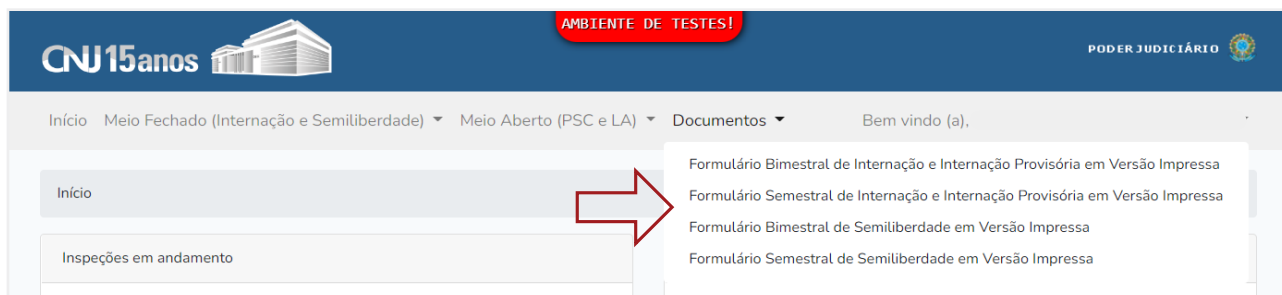 AMBIENTE DE TESTES!
CNJ 15anos
PODER JUDICIÁRIO
Início Meio Fechado (Internação e Semiliberdade) Meio Aberto (PSC e LA) Documentos Bem vindo (a),
Formulário Bimestral de Internação e Internação Provisória em Versão Impressa
Início
Formulário Semestral de Internação e Internação Provisória em Versão Impressa
Formulário Bimestral de Semiliberdade em Versão Impressa
Inspeções em andamento
Formulário Semestral de Semiliberdade em Versão Impressa